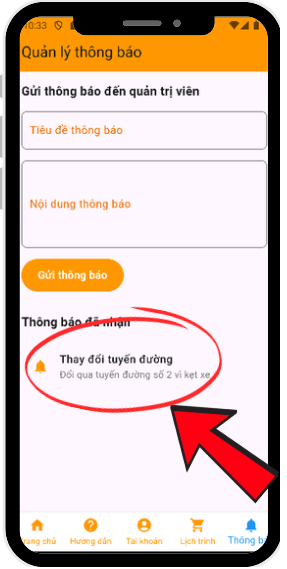 10:33
Quản lý thông báo
Gửi thông báo đến quản trị viên
Tiêu đề thông báo
Nội dung thông báo
Gửi thông báo
Thông báo đã nhận
Thay đổi tuyến đường
Đổi qua tuyến đường số 2 vì kẹt xe
Trang chủ Hướng dẫn Tài khoản Lịch trình Thông b